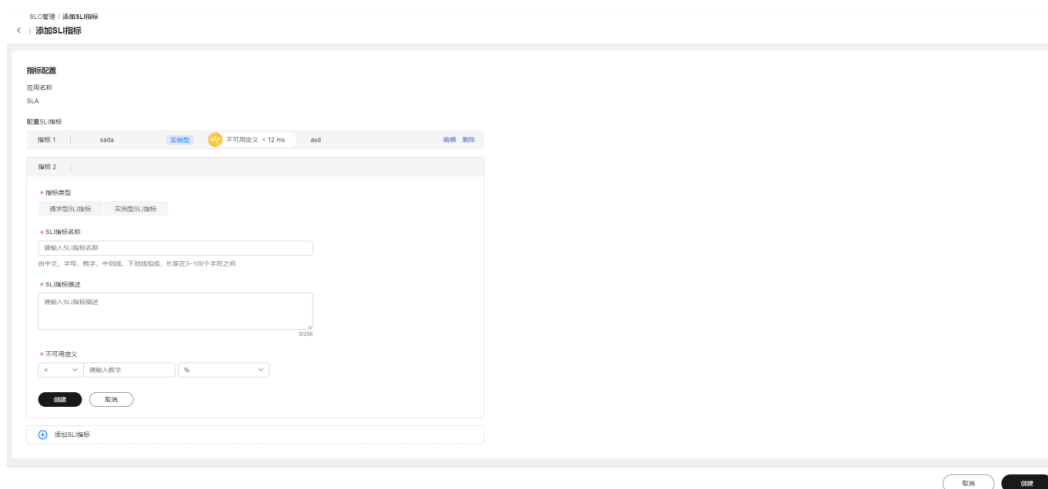 SLO管理 / 添加SLI指标
添加SLI指标
指标配置
应用名称
SLA
配置SLI指标
指标 1 sada 实例型 不可用定义 < 12 ms asd 编辑 删除
指标 2
* 指标类型
请求型SLI指标 实例型SLI指标
* SLI指标名称
请输入SLI指标名称
由中文、字母、数字、中划线、下划线组成，长度在3~100个字符之间
* SLI指标描述
请输入SLI指标描述
0/256
* 不可用定义
< 请输入数字 %
创建 取消
添加SLI指标
取消 创建